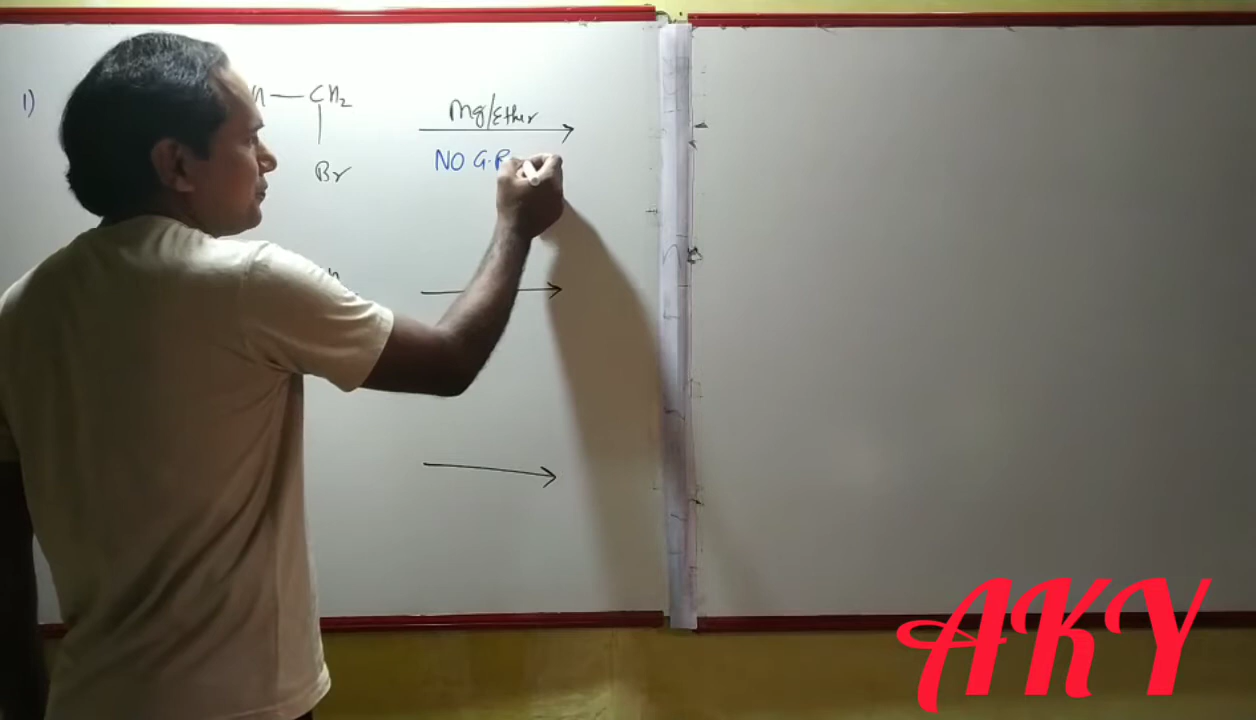 1)
— CH2
Mg/Ether
Br
NO G.R
AKY